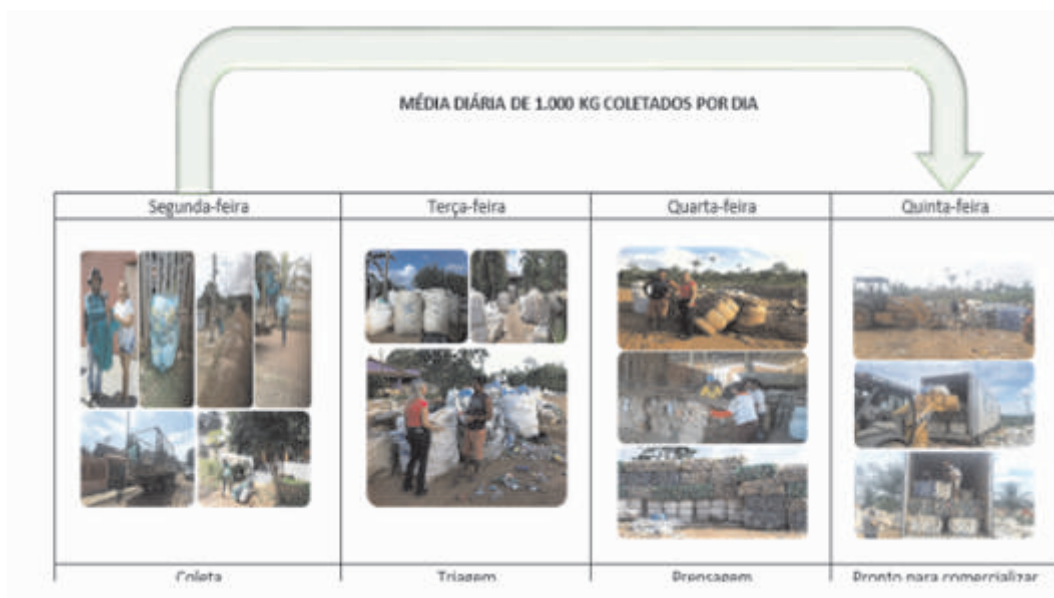 MÉDIA DIÁRIA DE 1.000 KG COLETADOS POR DIA
Segunda-feira Terça-feira Quarta-feira Quinta-feira
Coleta Triagem Prensagem Pronto para comercializar